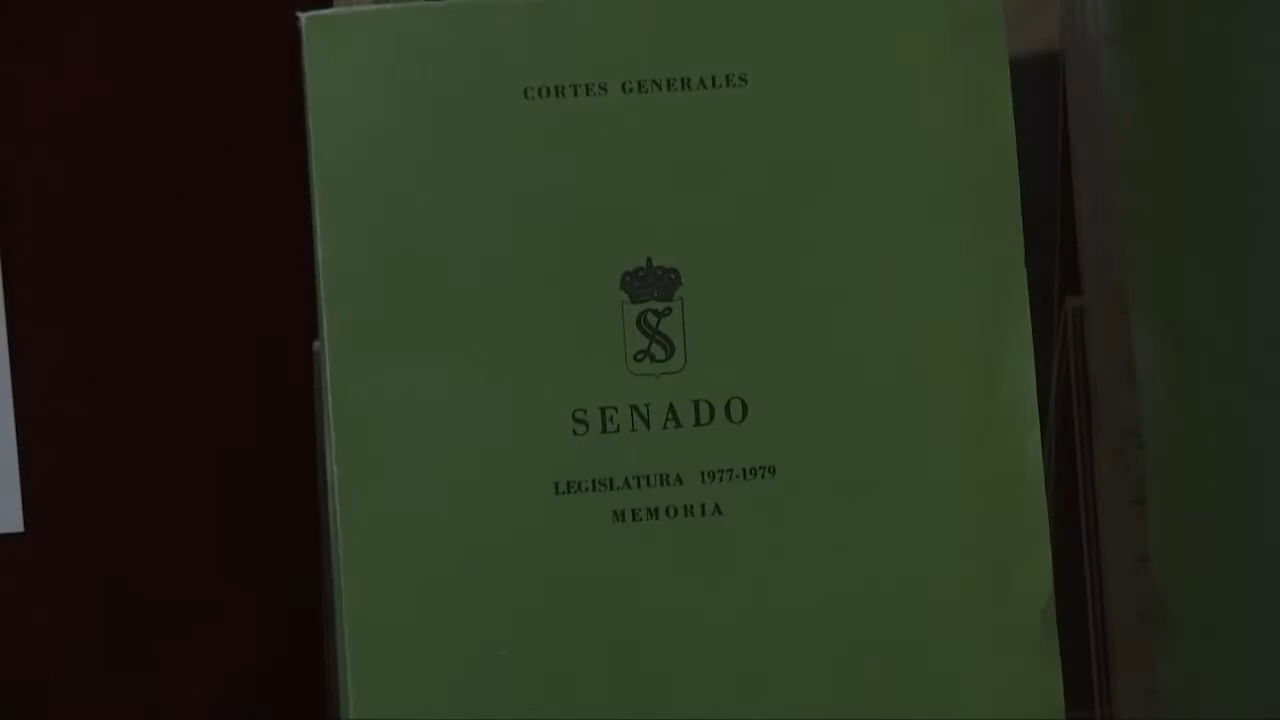 CORTES GENERALES
S
SENADO
LEGISLATURA 1977-1979
MEMORIA